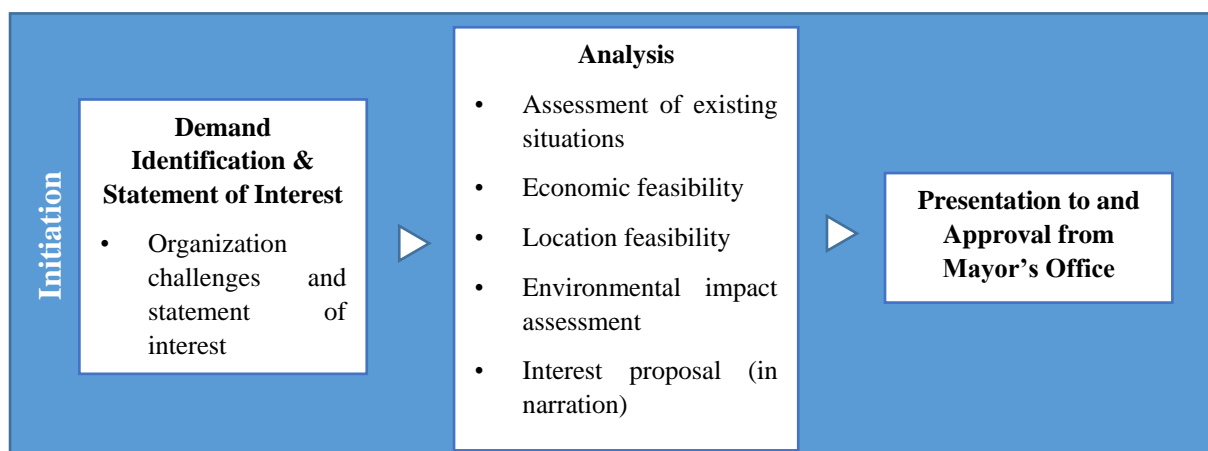 Initiation
Demand
Identification &
Statement of Interest
• Organization
challenges and
statement of
interest
Analysis
• Assessment of existing
situations
• Economic feasibility
• Location feasibility
• Environmental impact
assessment
• Interest proposal (in
narration)
Presentation to and
Approval from
Mayor’s Office